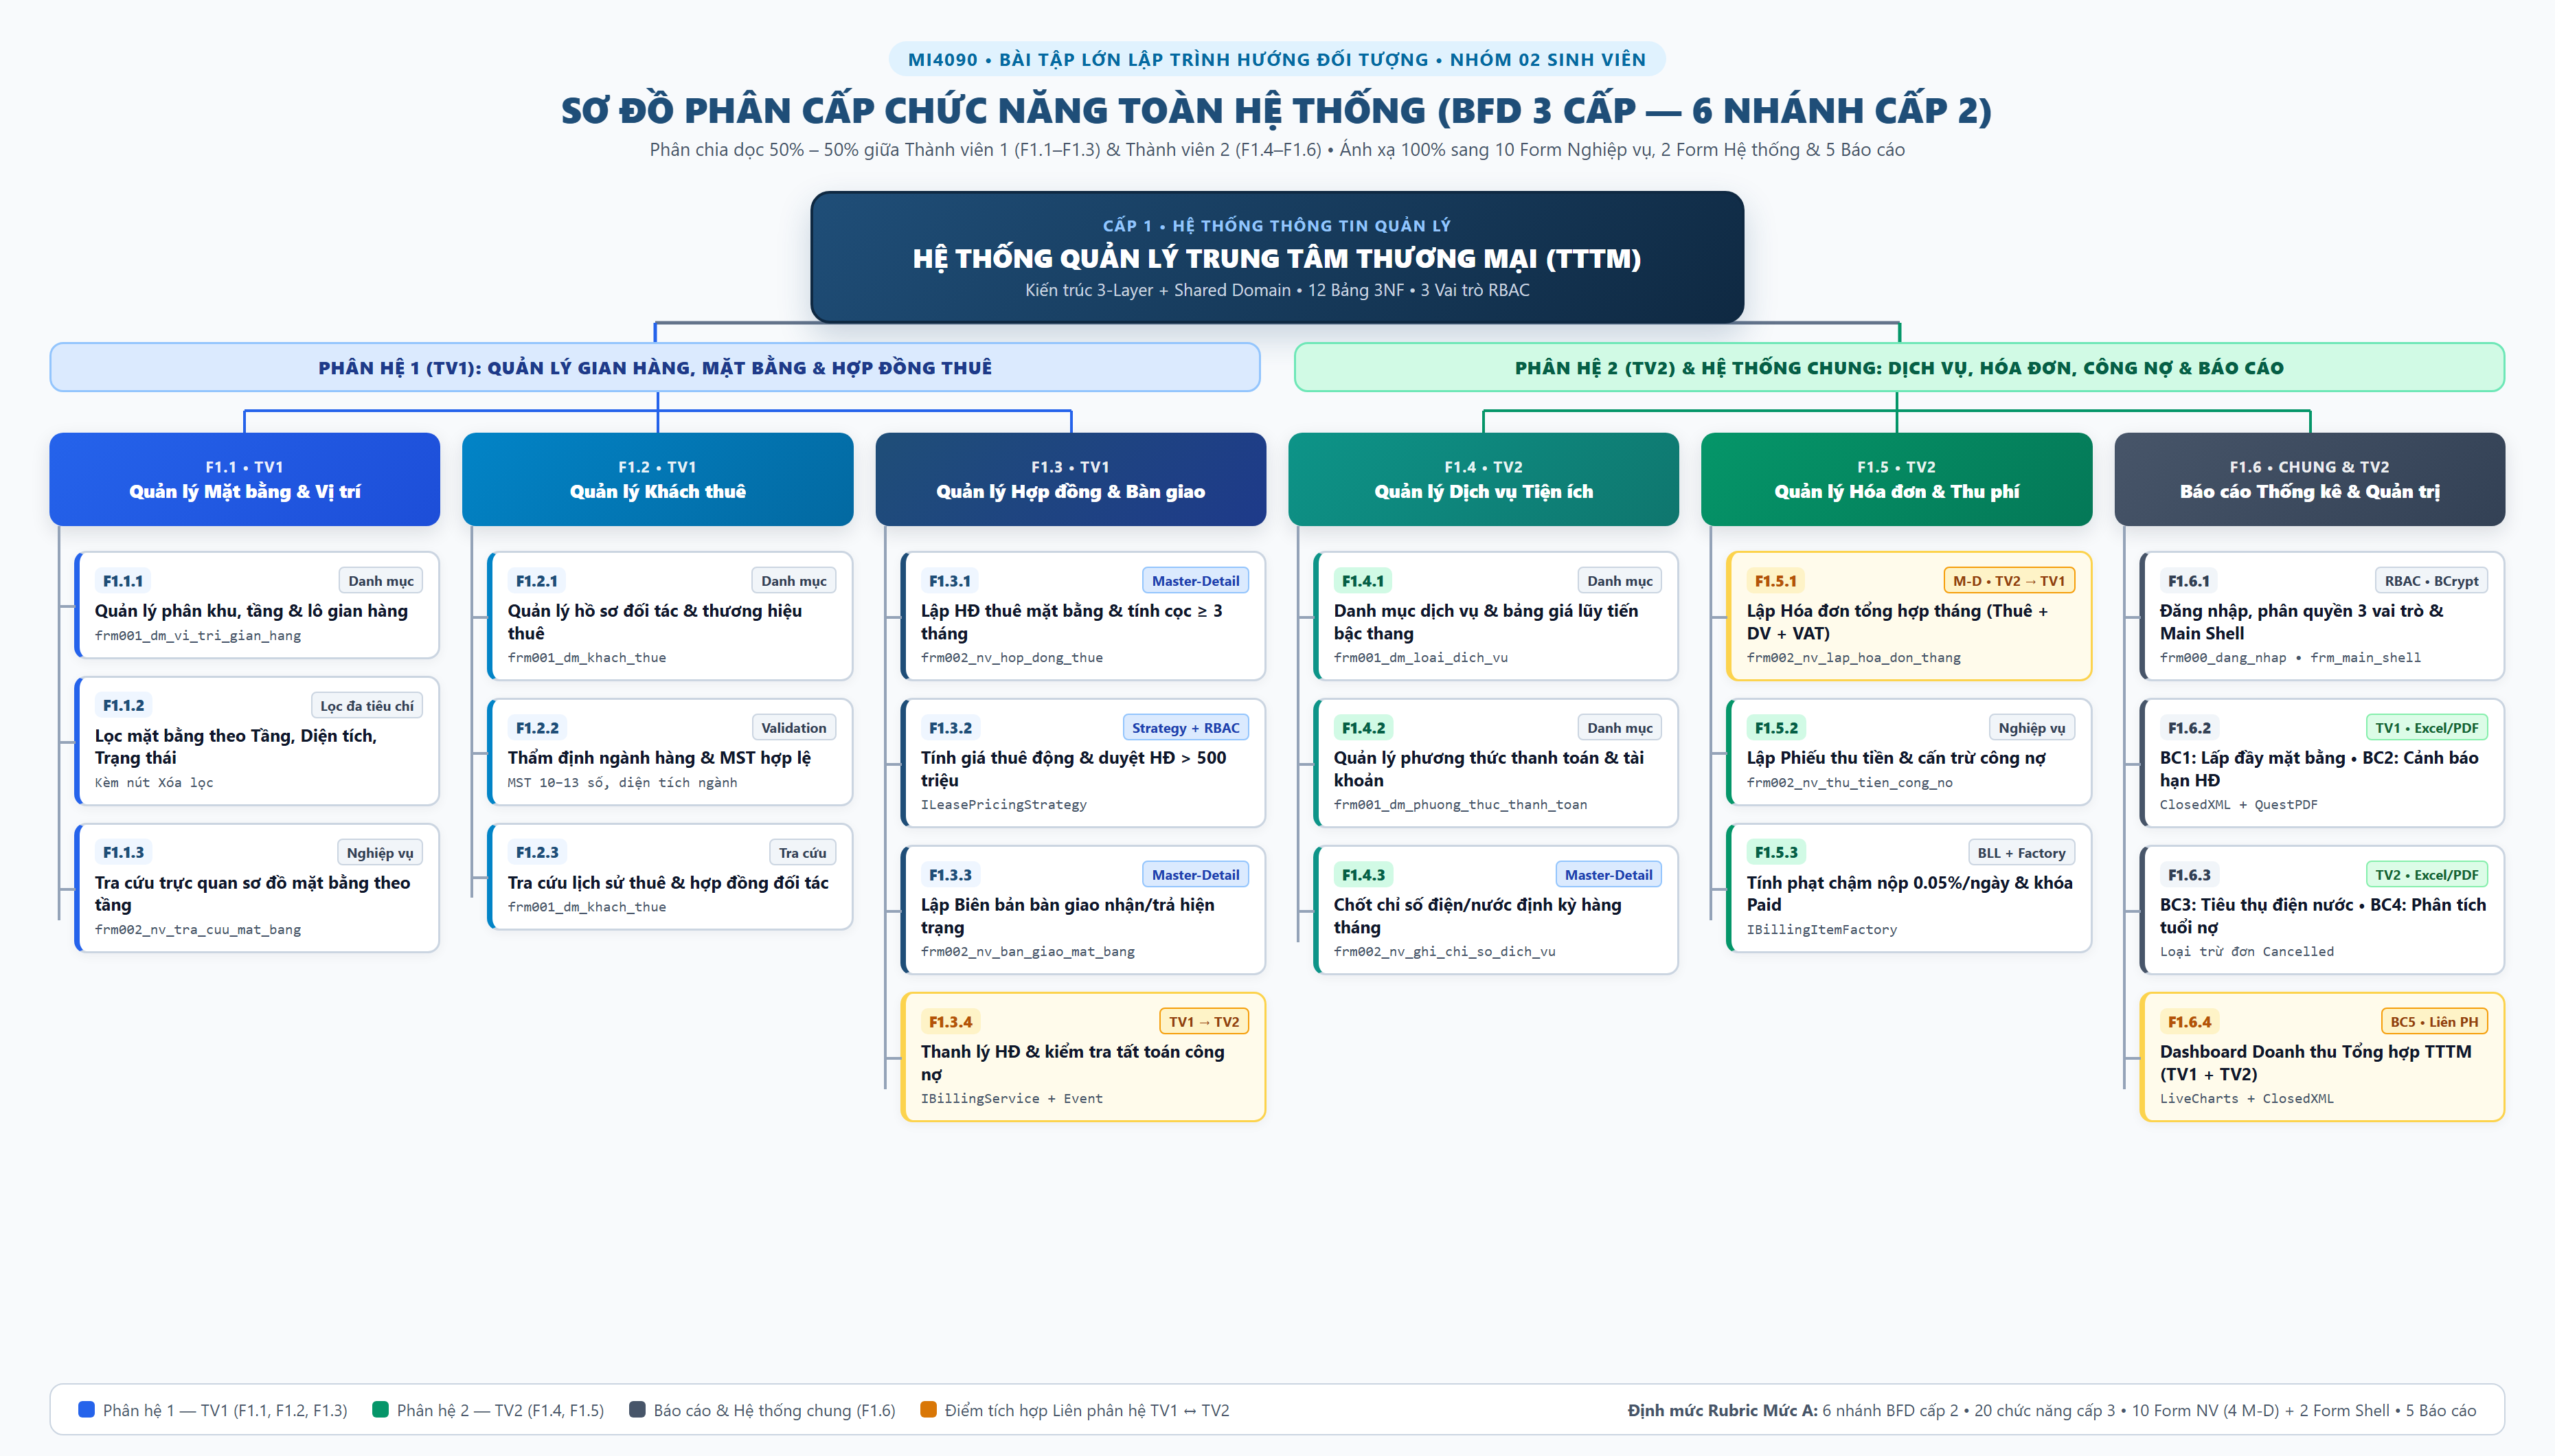 MI4090 • BÀI TẬP LỚN LẬP TRÌNH HƯỚNG ĐỐI TƯỢNG • NHÓM 02 SINH VIÊN
SƠ ĐỒ PHÂN CẤP CHỨC NĂNG TOÀN HỆ THỐNG (BFD 3 CẤP — 6 NHÁNH CẤP 2)
Phân chia dọc 50% – 50% giữa Thành viên 1 (F1.1–F1.3) & Thành viên 2 (F1.4–F1.6) • Ánh xạ 100% sang 10 Form Nghiệp vụ, 2 Form Hệ thống & 5 Báo cáo
CẤP 1 • HỆ THỐNG THÔNG TIN QUẢN LÝ
HỆ THỐNG QUẢN LÝ TRUNG TÂM THƯƠNG MẠI (TTTM)
Kiến trúc 3-Layer + Shared Domain • 12 Bảng 3NF • 3 Vai trò RBAC
PHÂN HỆ 1 (TV1): QUẢN LÝ GIAN HÀNG, MẶT BẰNG & HỢP ĐỒNG THUÊ
PHÂN HỆ 2 (TV2) & HỆ THỐNG CHUNG: DỊCH VỤ, HÓA ĐƠN, CÔNG NỢ & BÁO CÁO
F1.1 • TV1
Quản lý Mặt bằng & Vị trí
F1.1.1
Danh mục
Quản lý phân khu, tầng & lô gian hàng
frm001_dm_vi_tri_gian_hang
F1.1.2
Lọc đa tiêu chí
Lọc mặt bằng theo Tầng, Diện tích,
Trạng thái
Kèm nút Xóa lọc
F1.1.3
Nghiệp vụ
Tra cứu trực quan sơ đồ mặt bằng theo
tầng
frm002_nv_tra_cuu_mat_bang
F1.2 • TV1
Quản lý Khách thuê
F1.2.1
Danh mục
Quản lý hồ sơ đối tác & thương hiệu
thuê
frm001_dm_khach_thue
F1.2.2
Validation
Thẩm định ngành hàng & MST hợp lệ
MST 10–13 số, diện tích ngành
F1.2.3
Tra cứu
Tra cứu lịch sử thuê & hợp đồng đối tác
frm001_dm_khach_thue
F1.3 • TV1
Quản lý Hợp đồng & Bàn giao
F1.3.1
Master-Detail
Lập HĐ thuê mặt bằng & tính cọc ≥ 3
tháng
frm002_nv_hop_dong_thue
F1.3.2
Strategy + RBAC
Tính giá thuê động & duyệt HĐ > 500
triệu
ILeasePricingStrategy
F1.3.3
Master-Detail
Lập Biên bản bàn giao nhận/trả hiện
trạng
frm002_nv_ban_giao_mat_bang
F1.3.4
TV1 → TV2
Thanh lý HĐ & kiểm tra tất toán công
nợ
IBillingService + Event
F1.4 • TV2
Quản lý Dịch vụ Tiện ích
F1.4.1
Danh mục
Danh mục dịch vụ & bảng giá lũy tiến
bậc thang
frm001_dm_loai_dich_vu
F1.4.2
Danh mục
Quản lý phương thức thanh toán & tài
khoản
frm001_dm_phuong_thuc_thanh_toan
F1.4.3
Master-Detail
Chốt chỉ số điện/nước định kỳ hàng
tháng
frm002_nv_ghi_chi_so_dich_vu
F1.5 • TV2
Quản lý Hóa đơn & Thu phí
F1.5.1
M-D • TV2 → TV1
Lập Hóa đơn tổng hợp tháng (Thuê +
DV + VAT)
frm002_nv_lap_hoa_don_thang
F1.5.2
Nghiệp vụ
Lập Phiếu thu tiền & cấn trừ công nợ
frm002_nv_thu_tien_cong_no
F1.5.3
BLL + Factory
Tính phạt chậm nộp 0.05%/ngày & khóa
Paid
IBillingItemFactory
F1.6 • CHUNG & TV2
Báo cáo Thống kê & Quản trị
F1.6.1
RBAC • BCrypt
Đăng nhập, phân quyền 3 vai trò &
Main Shell
frm000_dang_nhap • frm_main_shell
F1.6.2
TV1 • Excel/PDF
BC1: Lấp đầy mặt bằng • BC2: Cảnh báo
hạn HĐ
ClosedXML + QuestPDF
F1.6.3
TV2 • Excel/PDF
BC3: Tiêu thụ điện nước • BC4: Phân tích
tuổi nợ
Loại trừ đơn Cancelled
F1.6.4
BC5 • Liên PH
Dashboard Doanh thu Tổng hợp TTTM
(TV1 + TV2)
LiveCharts + ClosedXML
Phân hệ 1 — TV1 (F1.1, F1.2, F1.3)
Phân hệ 2 — TV2 (F1.4, F1.5)
Báo cáo & Hệ thống chung (F1.6)
Điểm tích hợp Liên phân hệ TV1 ↔ TV2
Định mức Rubric Mức A: 6 nhánh BFD cấp 2 • 20 chức năng cấp 3 • 10 Form NV (4 M-D) + 2 Form Shell • 5 Báo cáo